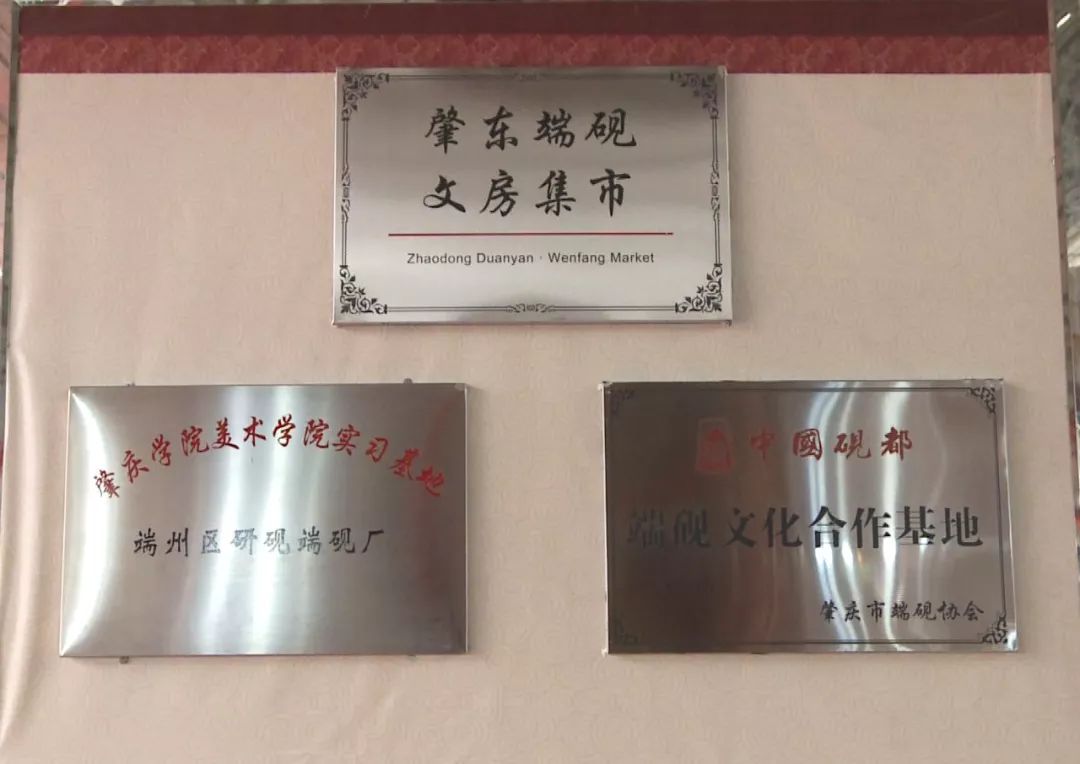 肇东端砚
文房集市
Zhaodong Duanyan · Wenfang Market
肇庆学院美术学院实习基地
端州区研砚端砚厂
中國砚都
端砚文化合作基地
肇庆市端砚协会